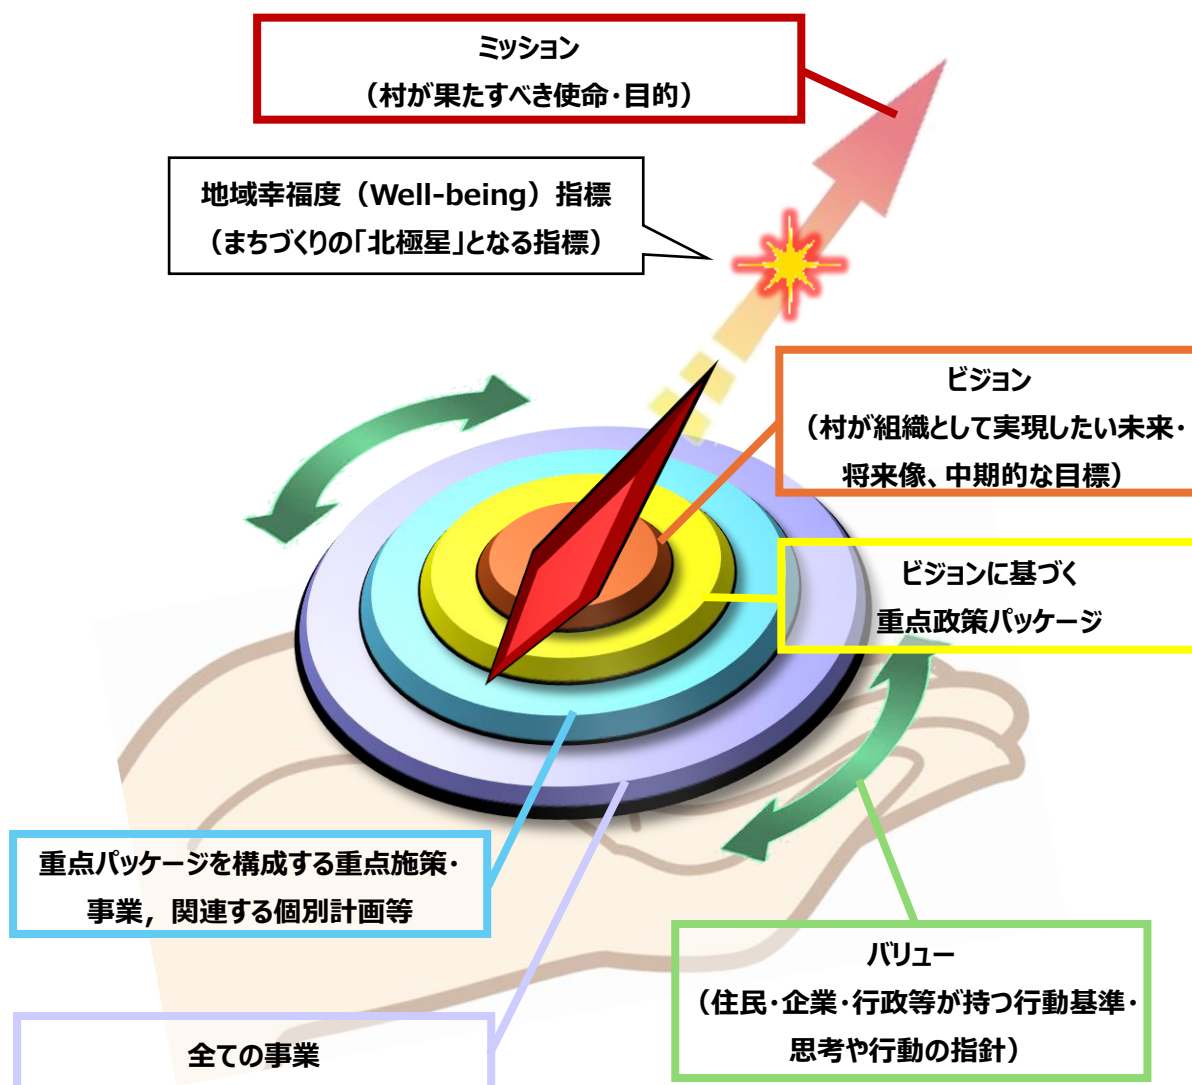 ミッション
（村が果たすべき使命・目的）
地域幸福度（Well-being）指標
（まちづくりの「北極星」となる指標）
ビジョン
（村が組織として実現したい未来・
将来像、中期的な目標）
ビジョンに基づく
重点政策パッケージ
重点パッケージを構成する重点施策・
事業，関連する個別計画等
バリュー
（住民・企業・行政等が持つ行動基準・
思考や行動の指針）
全ての事業